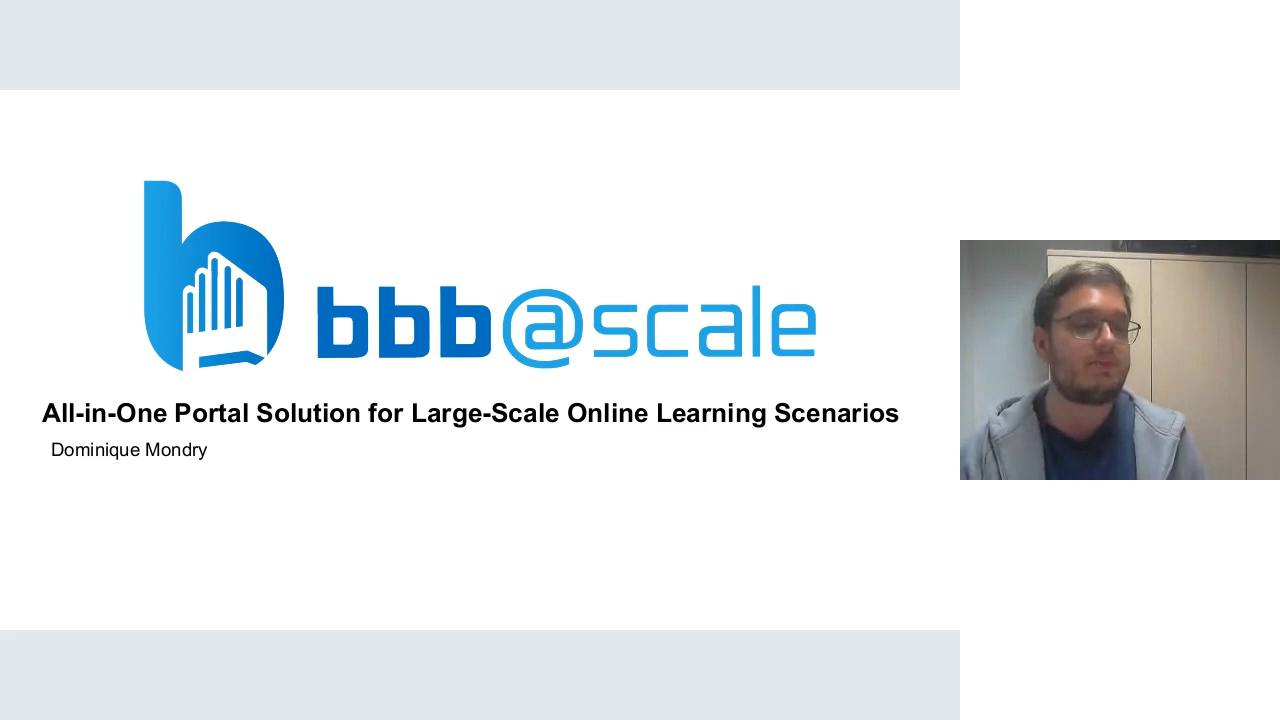 bbb@scale
All-in-One Portal Solution for Large-Scale Online Learning Scenarios
Dominique Mondry